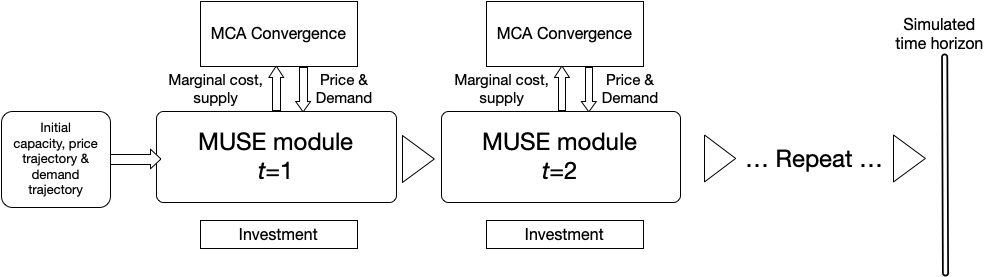 MCA Convergence
MCA Convergence
Simulated
time horizon
Marginal cost,
supply
Price &
Demand
Marginal cost,
supply
Price &
Demand
Initial
capacity, price
trajectory &
demand
trajectory
MUSE module
t=1
MUSE module
t=2
... Repeat ...
Investment
Investment